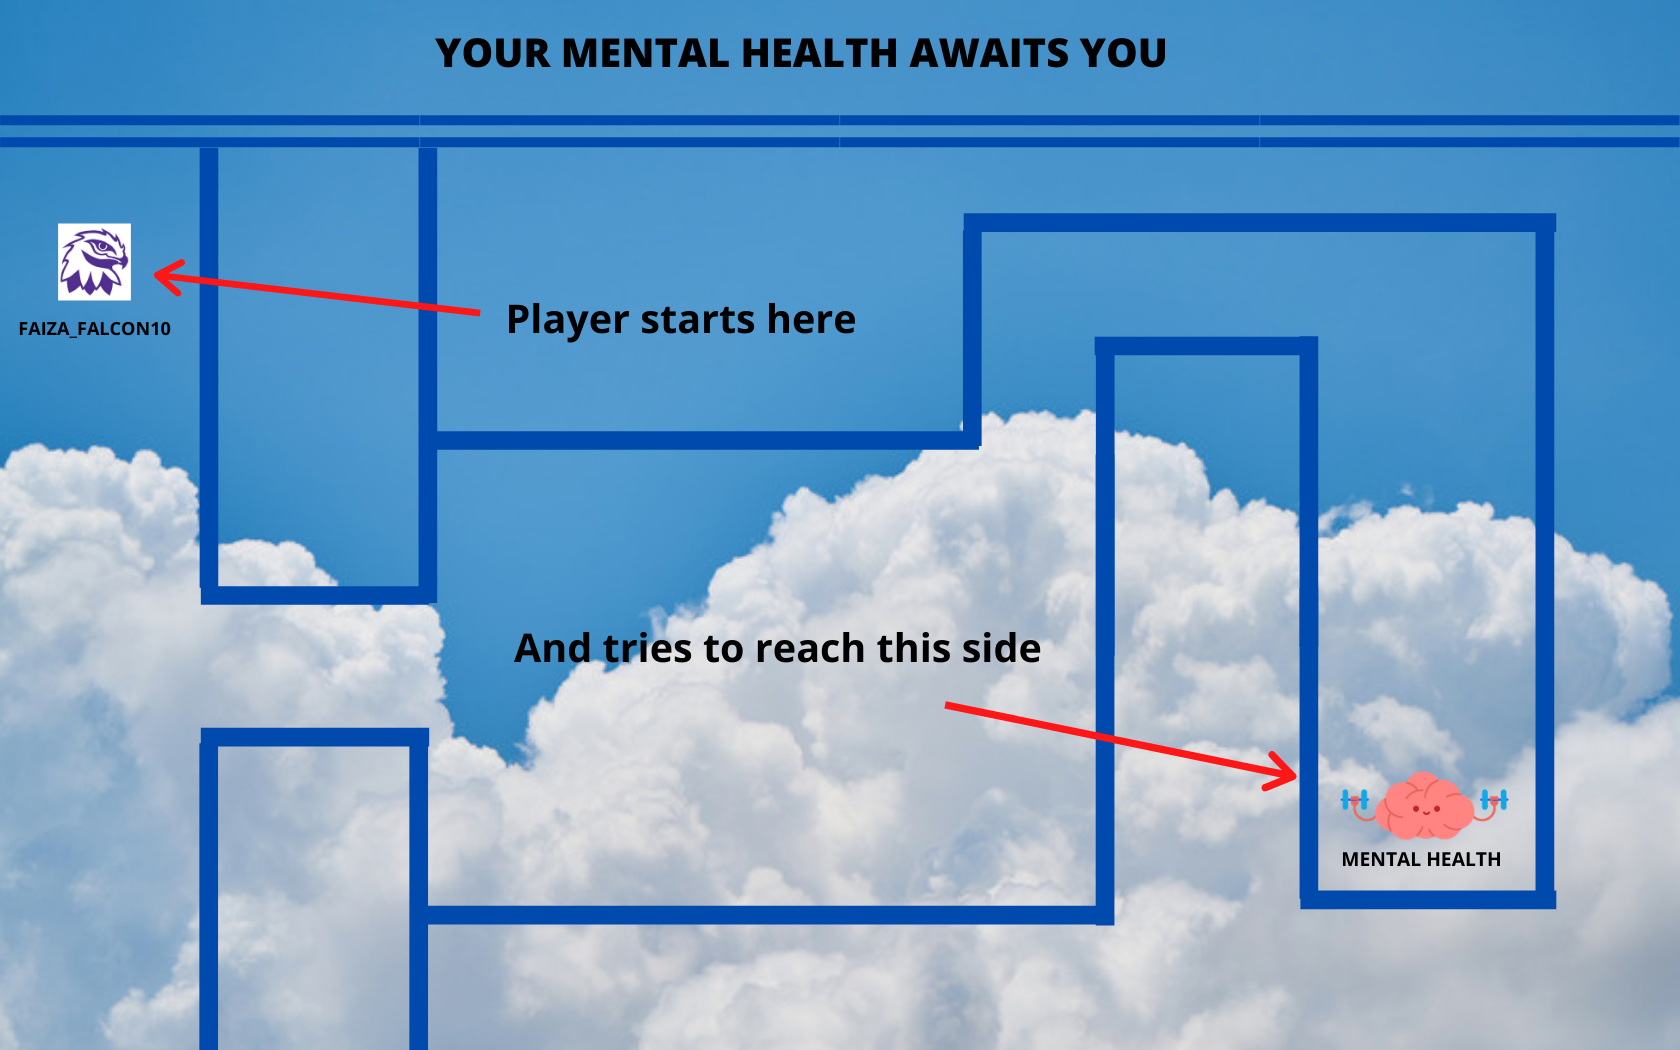 YOUR MENTAL HEALTH AWAITS YOU
FAIZA_FALCON10
Player starts here
And tries to reach this side
MENTAL HEALTH